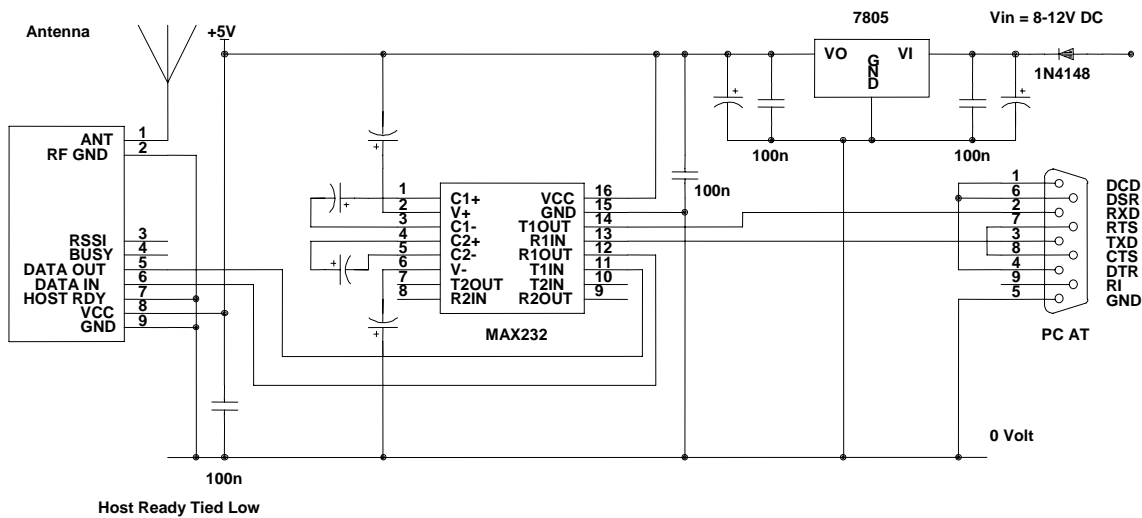 Antenna
+5V
7805
Vin = 8-12V DC
VO
GND
VI
1N4148
+
+
100n
100n
ANT 1
RF GND 2
RSSI 3
BUSY 4
DATA OUT 5
DATA IN 6
HOST RDY 7
VCC 8
GND 9
+
+
+
+
1 C1+
2 V+
3 C1-
4 C2+
5 C2-
6 V-
7 T2OUT
8 R2IN
VCC 16
GND 15
T1OUT 14
R1IN 13
R1OUT 12
T1IN 11
T2IN 10
R2OUT 9
MAX232
100n
1 DCD
6 DSR
2 RXD
7 RTS
3 TXD
8 CTS
4 DTR
9 RI
5 GND
PC AT
0 Volt
100n
Host Ready Tied Low